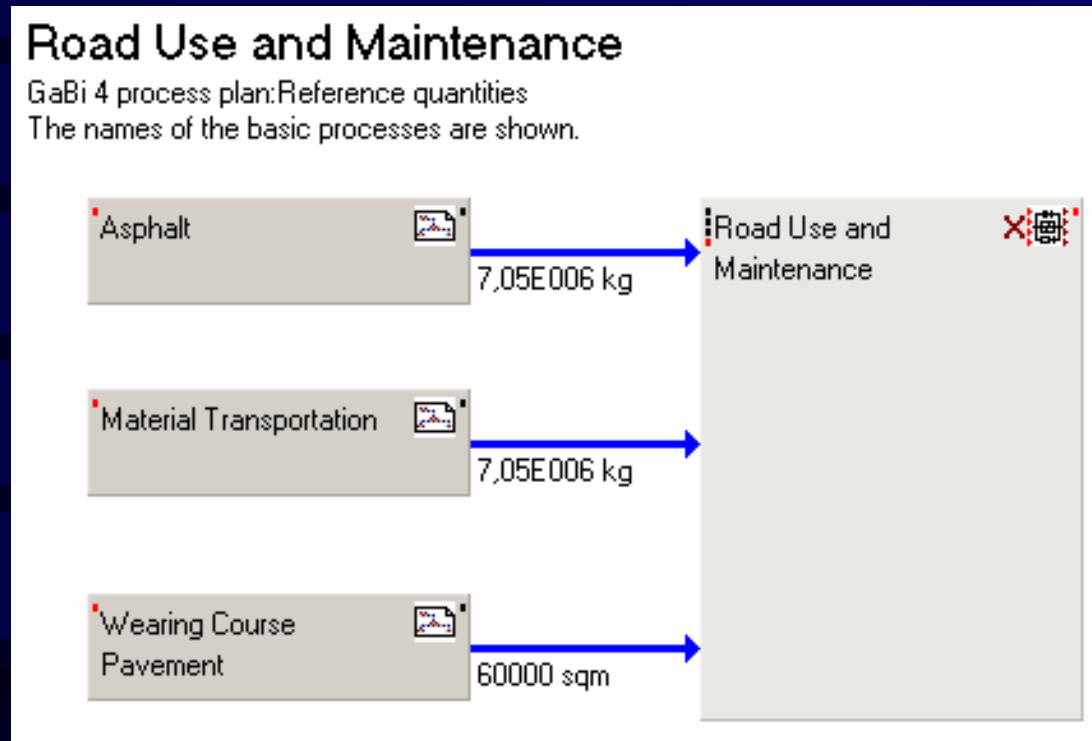 Road Use and Maintenance
GaBi 4 process plan:Reference quantities
The names of the basic processes are shown.
Asphalt
7,05E006 kg
Road Use and
Maintenance
Material Transportation
7,05E006 kg
Wearing Course
Pavement
60000 sqm